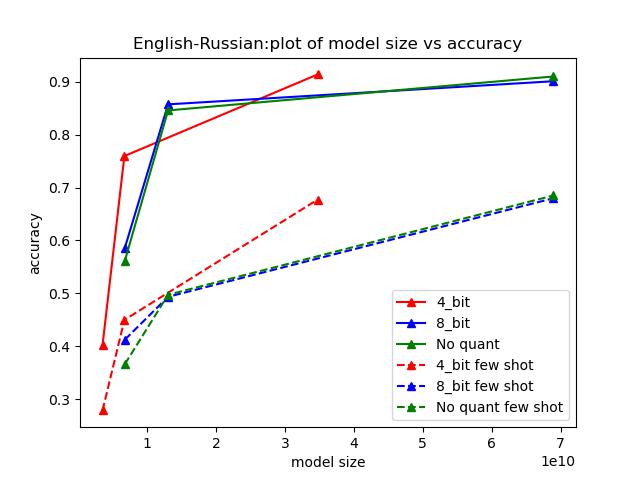 English-Russian:plot of model size vs accuracy
accuracy
0.9
0.8
0.7
0.6
0.5
0.4
0.3
4_bit
8_bit
No quant
4_bit few shot
8_bit few shot
No quant few shot
1 2 3 4 5 6 7
1e10
model size